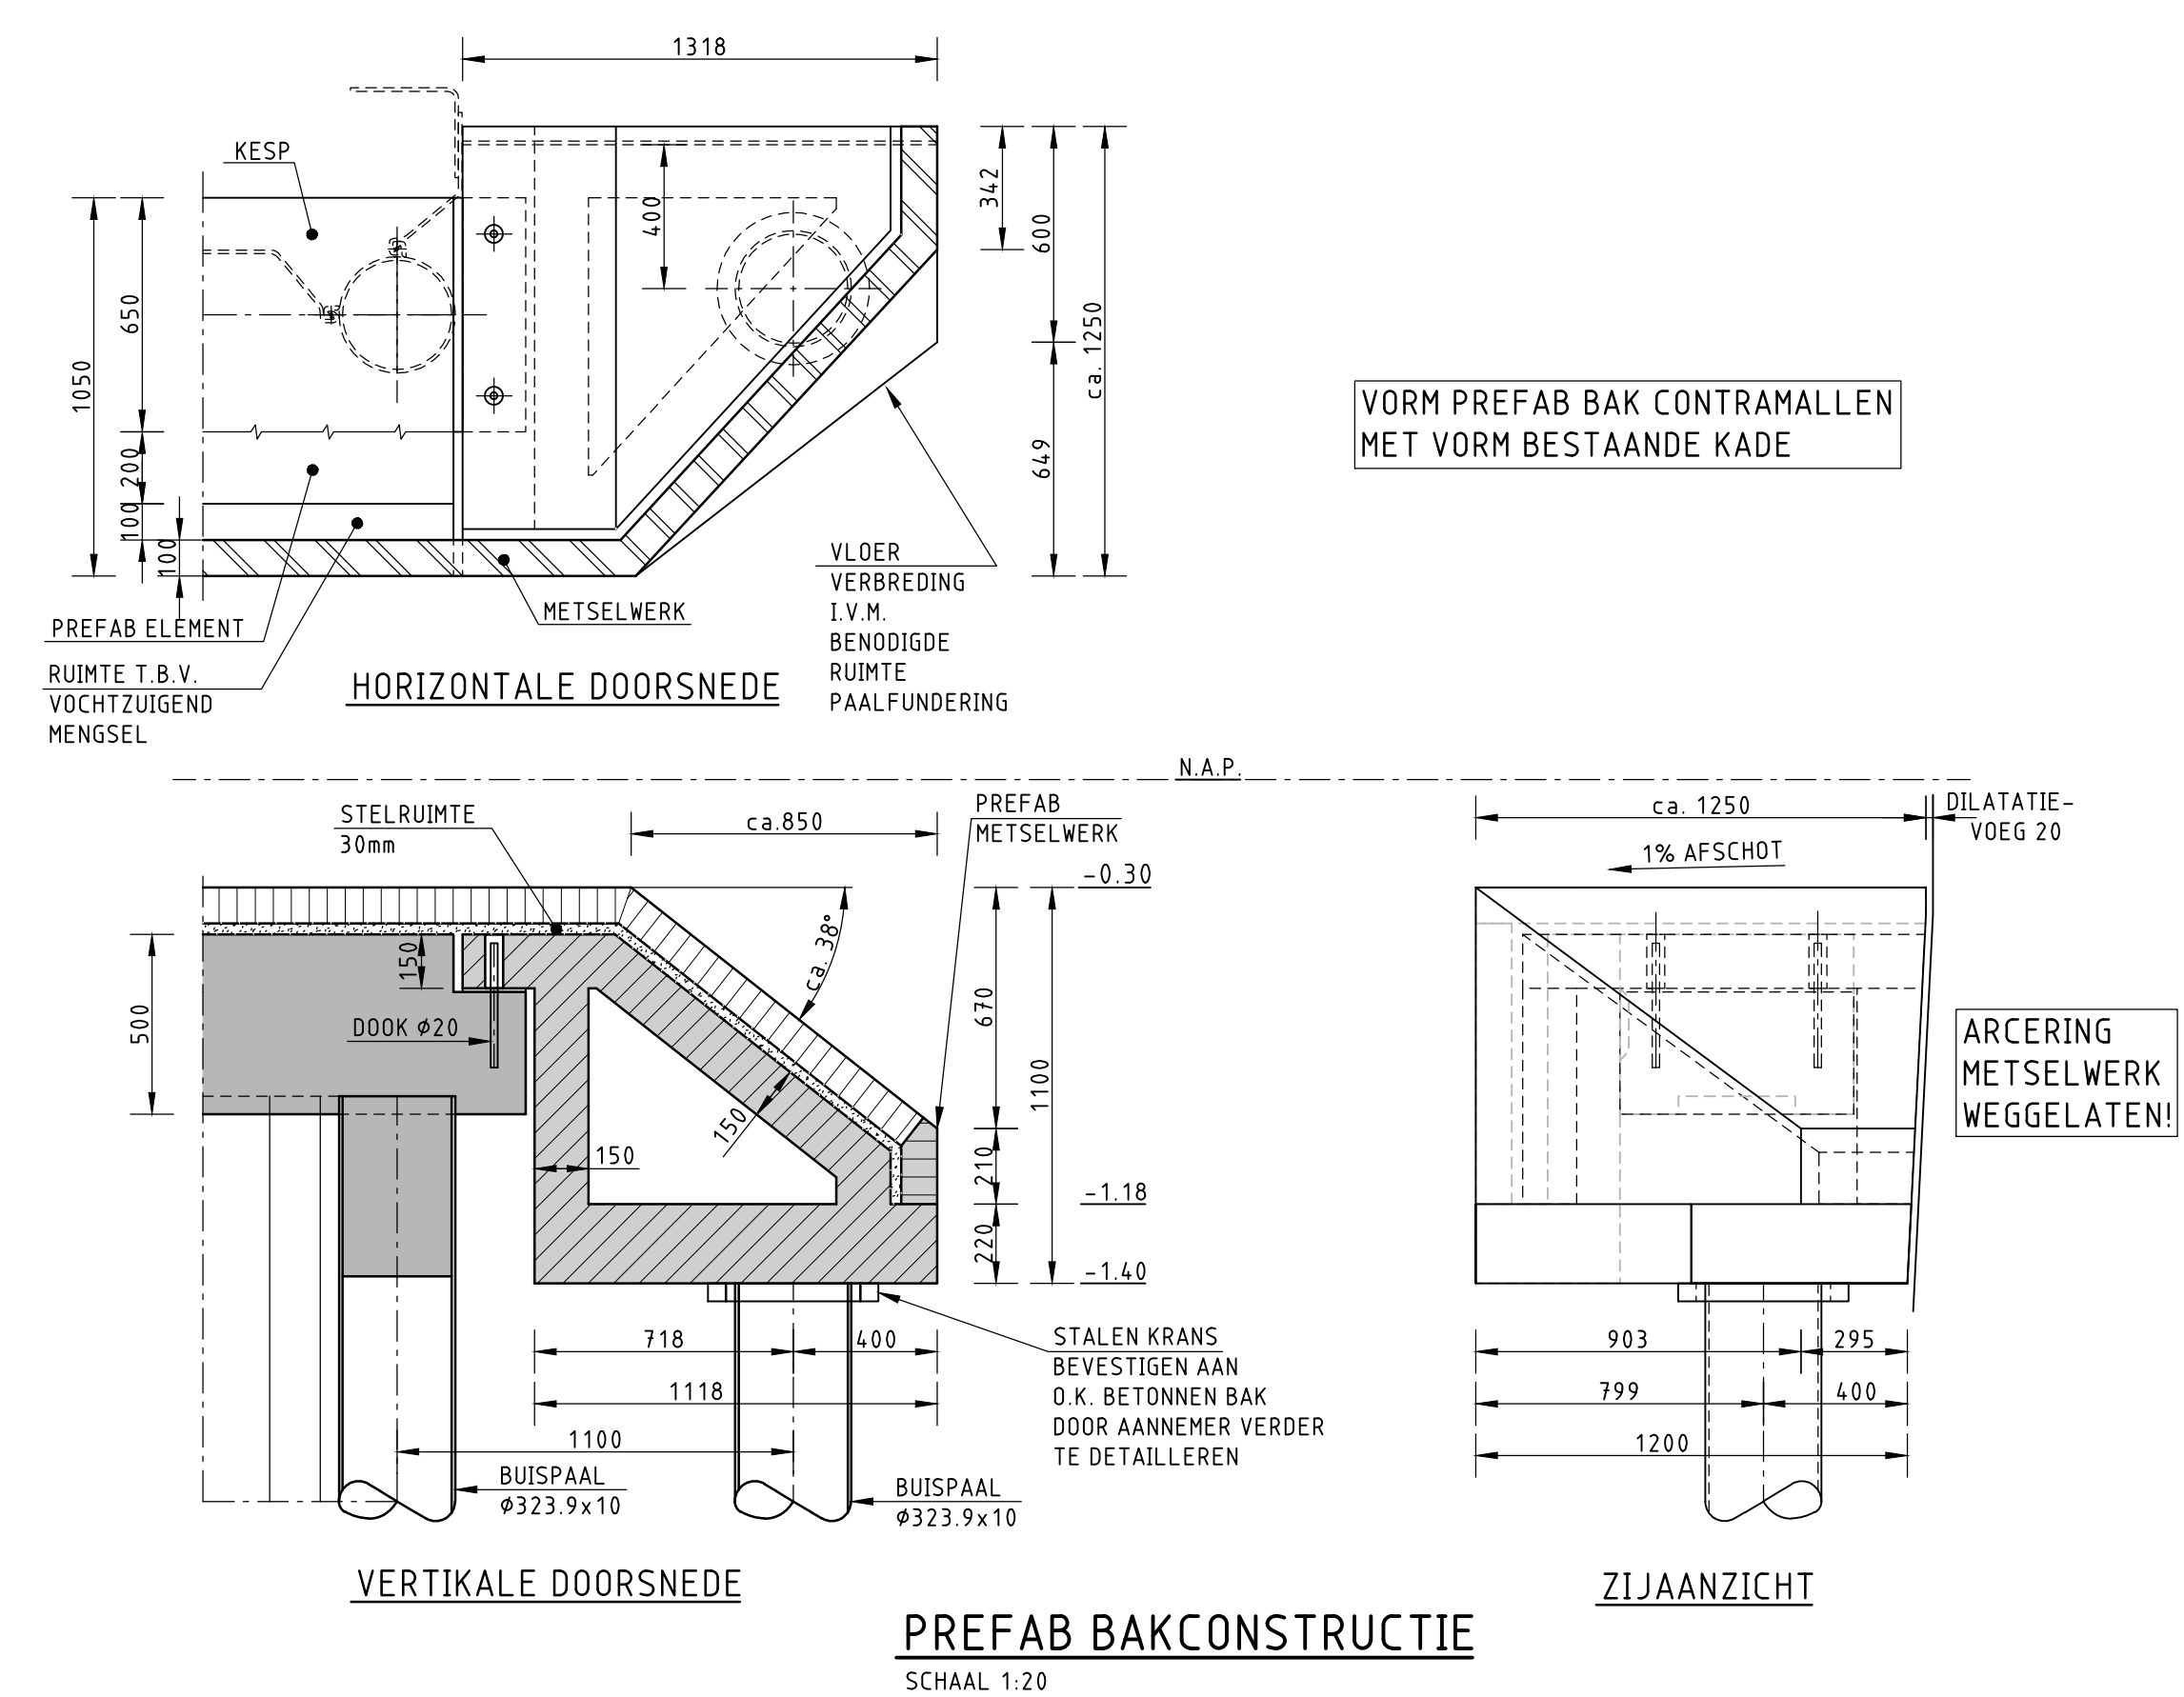 1318
KESP
400
342
600
ca. 1250
649
650
1050
200
100
100
VORM PREFAB BAK CONTRAMALLEN
MET VORM BESTAANDE KADE
PREFAB ELEMENT
RUIMTE T.B.V.
VOCHTZUIGEND
MENGSEL
METSELWERK
VLOER
VERBREDING
I.V.M.
BENODIGDE
RUIMTE
PAALFUNDERING
HORIZONTALE DOORSNEDE
N.A.P.
STELRUIMTE
30mm
ca.850
PREFAB
METSELWERK
-0.30
ca. 38°
150
500
DOOK ϕ20
150
150
670
1100
210
-1.18
220
-1.40
718
400
1118
1100
STALEN KRANS
BEVESTIGEN AAN
O.K. BETONNEN BAK
DOOR AANNEMER VERDER
TE DETAILLEREN
BUISPAAL
ϕ323.9x10
BUISPAAL
ϕ323.9x10
VERTIKALE DOORSNEDE
ca. 1250
DILATATIE-
VOEG 20
1% AFSCHOT
ARCERING
METSELWERK
WEGGELATEN!
903
295
799
400
1200
ZIJAANZICHT
PREFAB BAKCONSTRUCTIE
SCHAAL 1:20